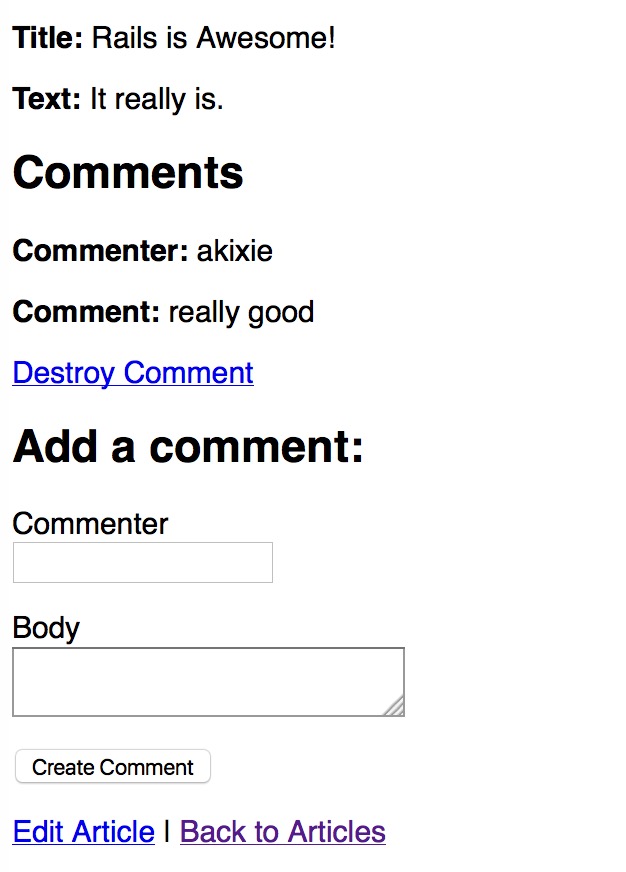 Title: Rails is Awesome!
Text: It really is.
Comments
Commenter: akixie
Comment: really good
Destroy Comment
Add a comment:
Commenter
Body
Create Comment
Edit Article | Back to Articles